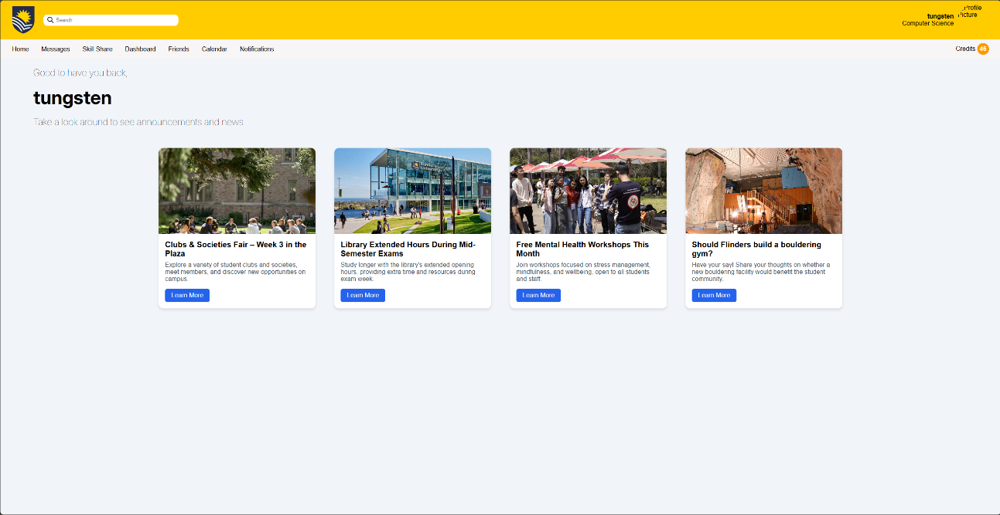 Search
tungsten
Computer Science
Profile
Picture
Home Messages Skill Share Dashboard Friends Calendar Notifications
Credits 46
Good to have you back,
tungsten
Take a look around to see announcements and news.
Flinders
University
Clubs & Societies Fair – Week 3 in the
Plaza
Explore a variety of student clubs and societies,
meet members, and discover new opportunities on
campus.
Learn More
Library Extended Hours During Mid-
Semester Exams
Study longer with the library's extended opening
hours, providing extra time and resources during
exam week.
Learn More
Free Mental Health Workshops This
Month
Join workshops focused on stress management,
mindfulness, and wellbeing, open to all students
and staff.
Learn More
Should Flinders build a bouldering
gym?
Have your say! Share your thoughts on whether a
new bouldering facility would benefit the student
community.
Learn More